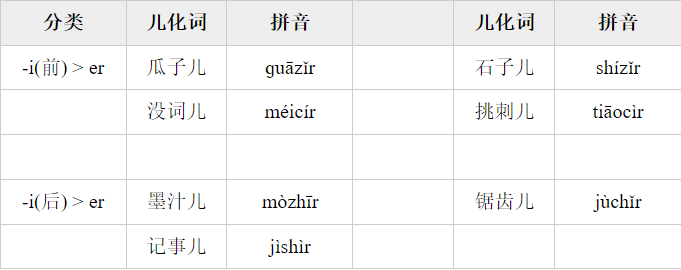 分类 儿化词 拼音 儿化词 拼音
-i(前) > er 瓜子儿 guāzǐr 石子儿 shízǐr
没词儿 méicír 挑刺儿 tiāocìr
-i(后) > er 墨汁儿 mòzhīr 锯齿儿 jùchǐr
记事儿 jìshìr